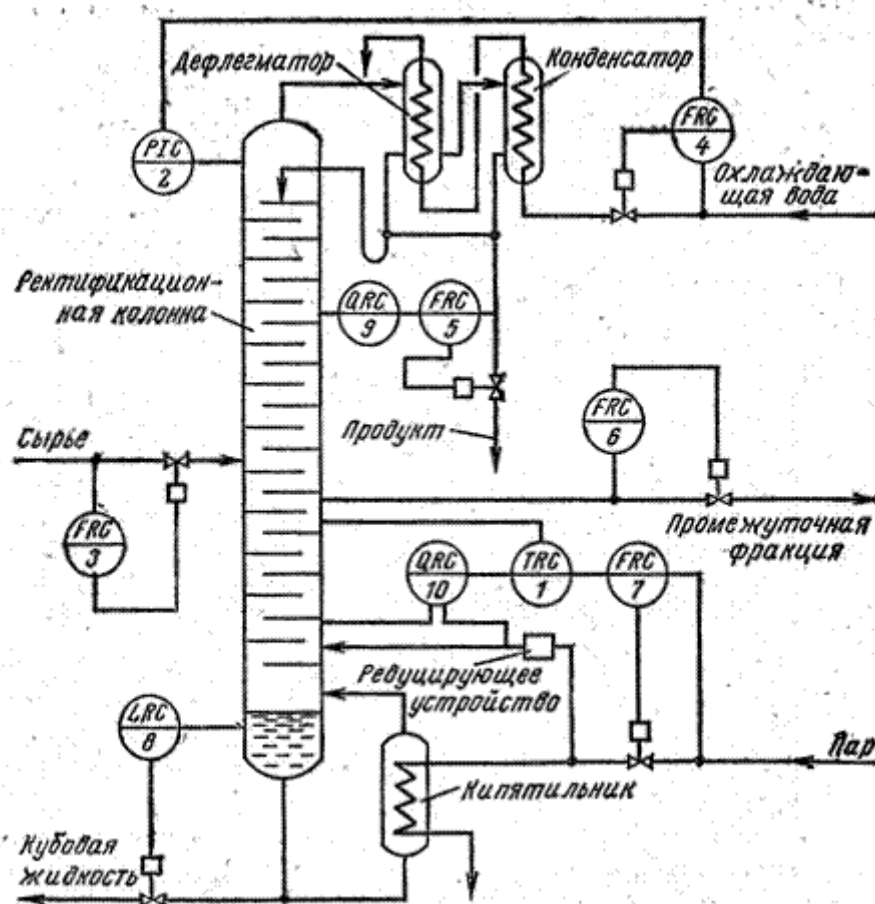 Дефлегматор
Конденсатор
PIC
2
FRC
4
Охлаждаю-
щая вода
Ректификацион-
ная колонна
QRC
9
FRC
5
Продукт
Сырье
FRC
3
FRC
6
Промежуточная
фракция
QRC
10
TRC
1
FRC
7
Редуцирующее
устройство
LRC
8
Пар
Кипятильник
Кубовая
жидкость